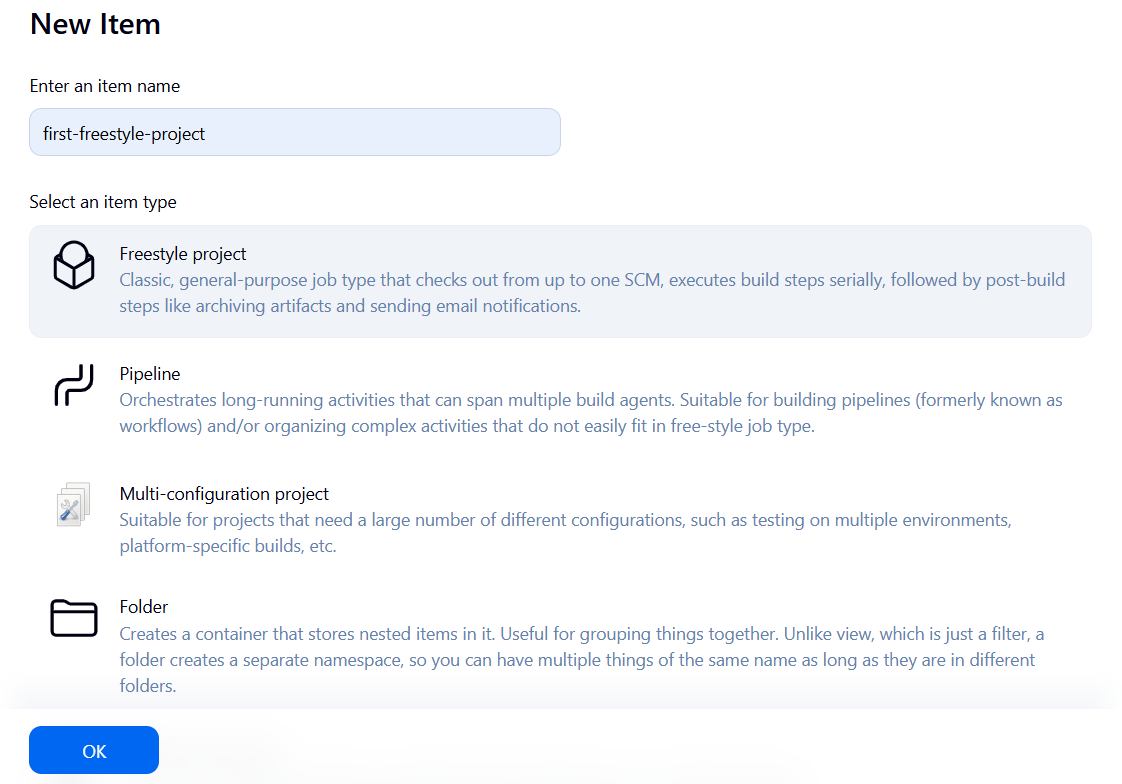 New Item
Enter an item name
first-freestyle-project
Select an item type
Freestyle project
Classic, general-purpose job type that checks out from up to one SCM, executes build steps serially, followed by post-build
steps like archiving artifacts and sending email notifications.
Pipeline
Orchestrates long-running activities that can span multiple build agents. Suitable for building pipelines (formerly known as
workflows) and/or organizing complex activities that do not easily fit in free-style job type.
Multi-configuration project
Suitable for projects that need a large number of different configurations, such as testing on multiple environments,
platform-specific builds, etc.
Folder
Creates a container that stores nested items in it. Useful for grouping things together. Unlike view, which is just a filter, a
folder creates a separate namespace, so you can have multiple things of the same name as long as they are in different
folders.
OK